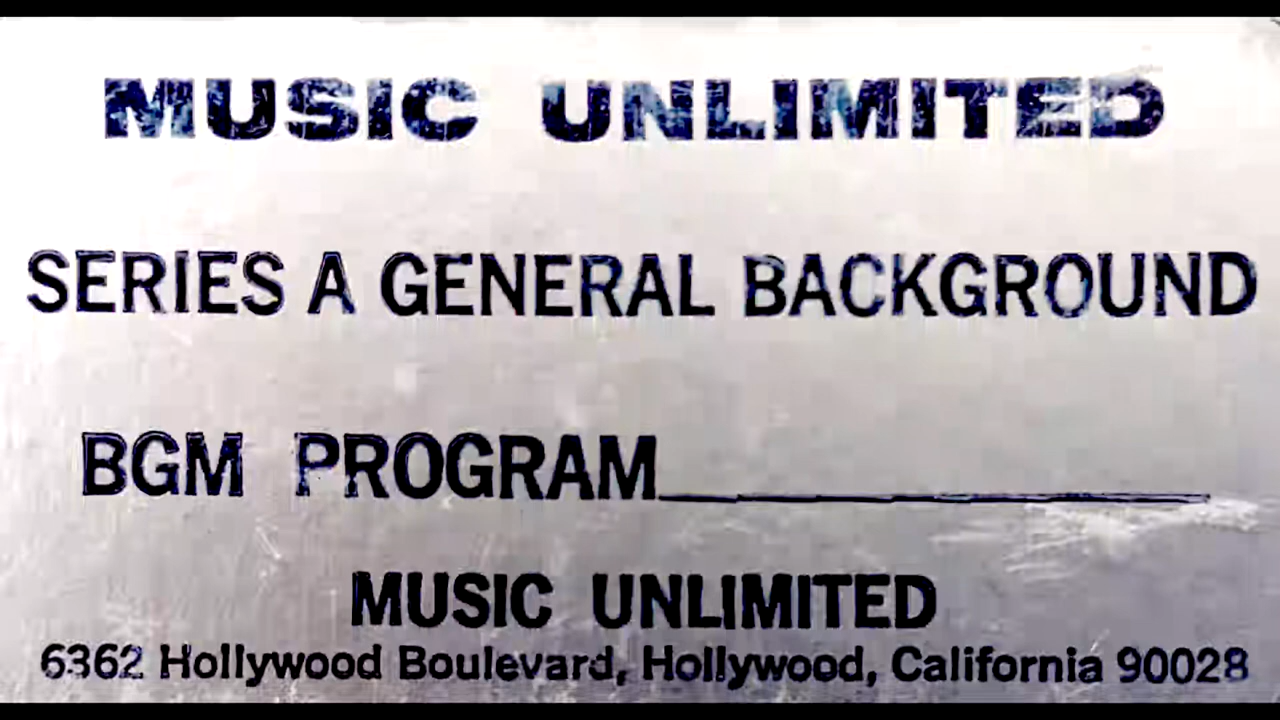 MUSIC UNLIMITED
SERIES A GENERAL BACKGROUND
BGM PROGRAM
MUSIC UNLIMITED
6362 Hollywood Boulevard, Hollywood, California 90028